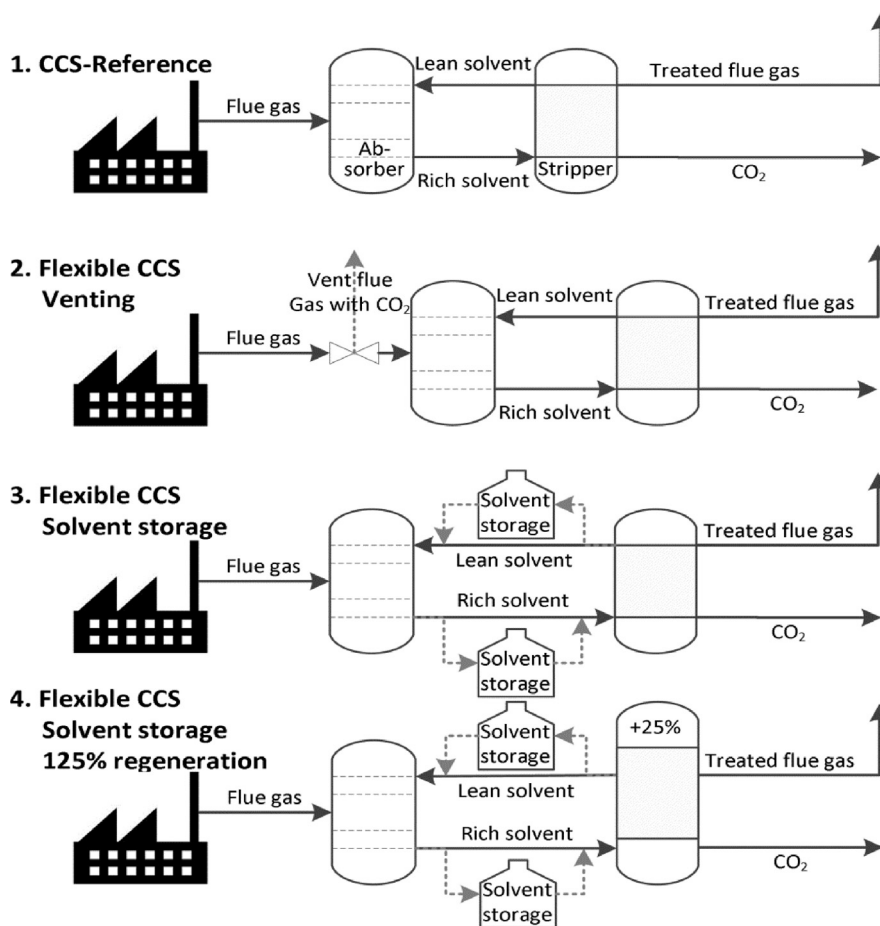 1. CCS-Reference
Flue gas
Lean solvent
Treated flue gas
Ab-
sorber
Rich solvent
Stripper
CO₂
2. Flexible CCS
Venting
Vent flue
Gas with CO₂
Flue gas
Lean solvent
Treated flue gas
Rich solvent
CO₂
3. Flexible CCS
Solvent storage
Flue gas
Solvent
storage
Lean solvent
Treated flue gas
Rich solvent
Solvent
storage
CO₂
4. Flexible CCS
Solvent storage
125% regeneration
Flue gas
Solvent
storage
+25%
Lean solvent
Treated flue gas
Rich solvent
Solvent
storage
CO₂